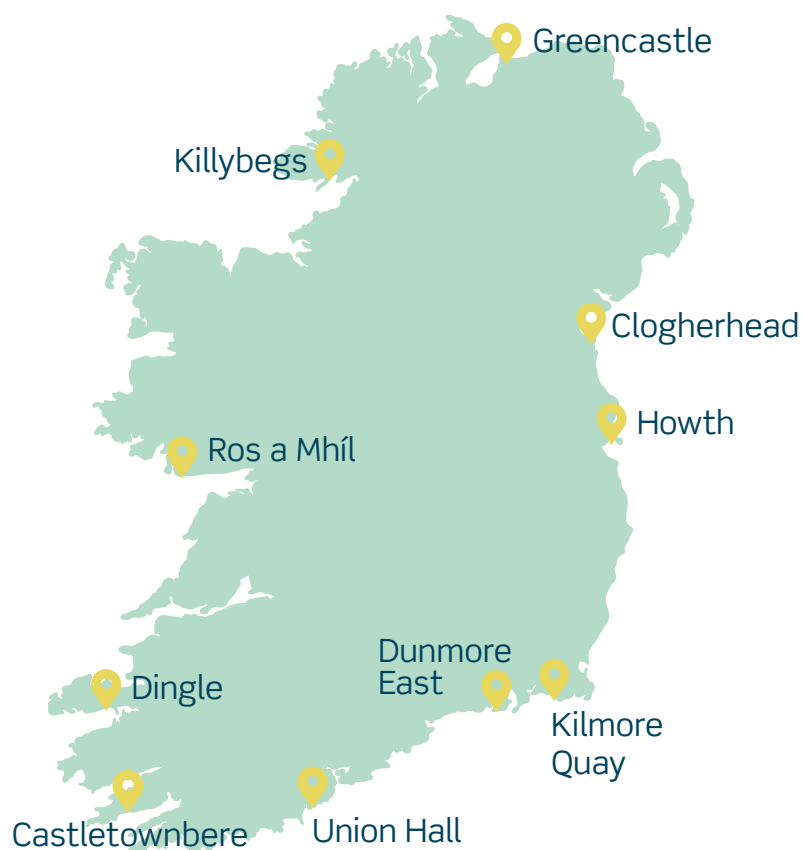 Greencastle
Killybegs
Clogherhead
Howth
Ros a Mhíl
Dunmore
East
Dingle
Kilmore
Quay
Castletownbere
Union Hall